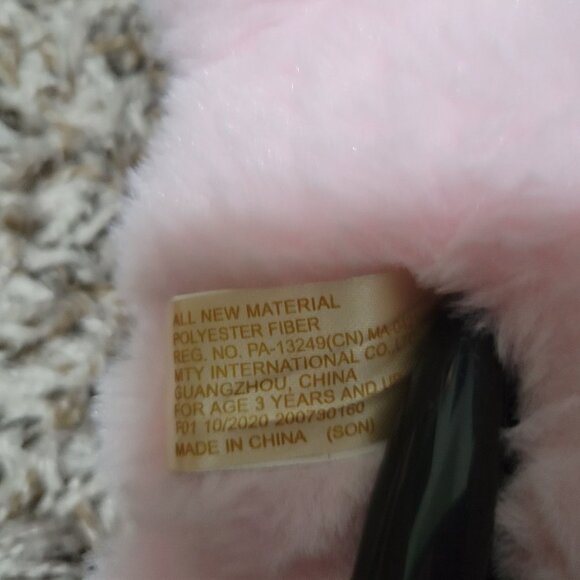 ALL NEW MATERIAL
POLYESTER FIBER
REG. NO. PA-13249(CN) MA
MTY INTERNATIONAL CO.,
GUANGZHOU, CHINA
FOR AGE 3 YEARS AND
F01 10/2020 200730160
MADE IN CHINA (SON)